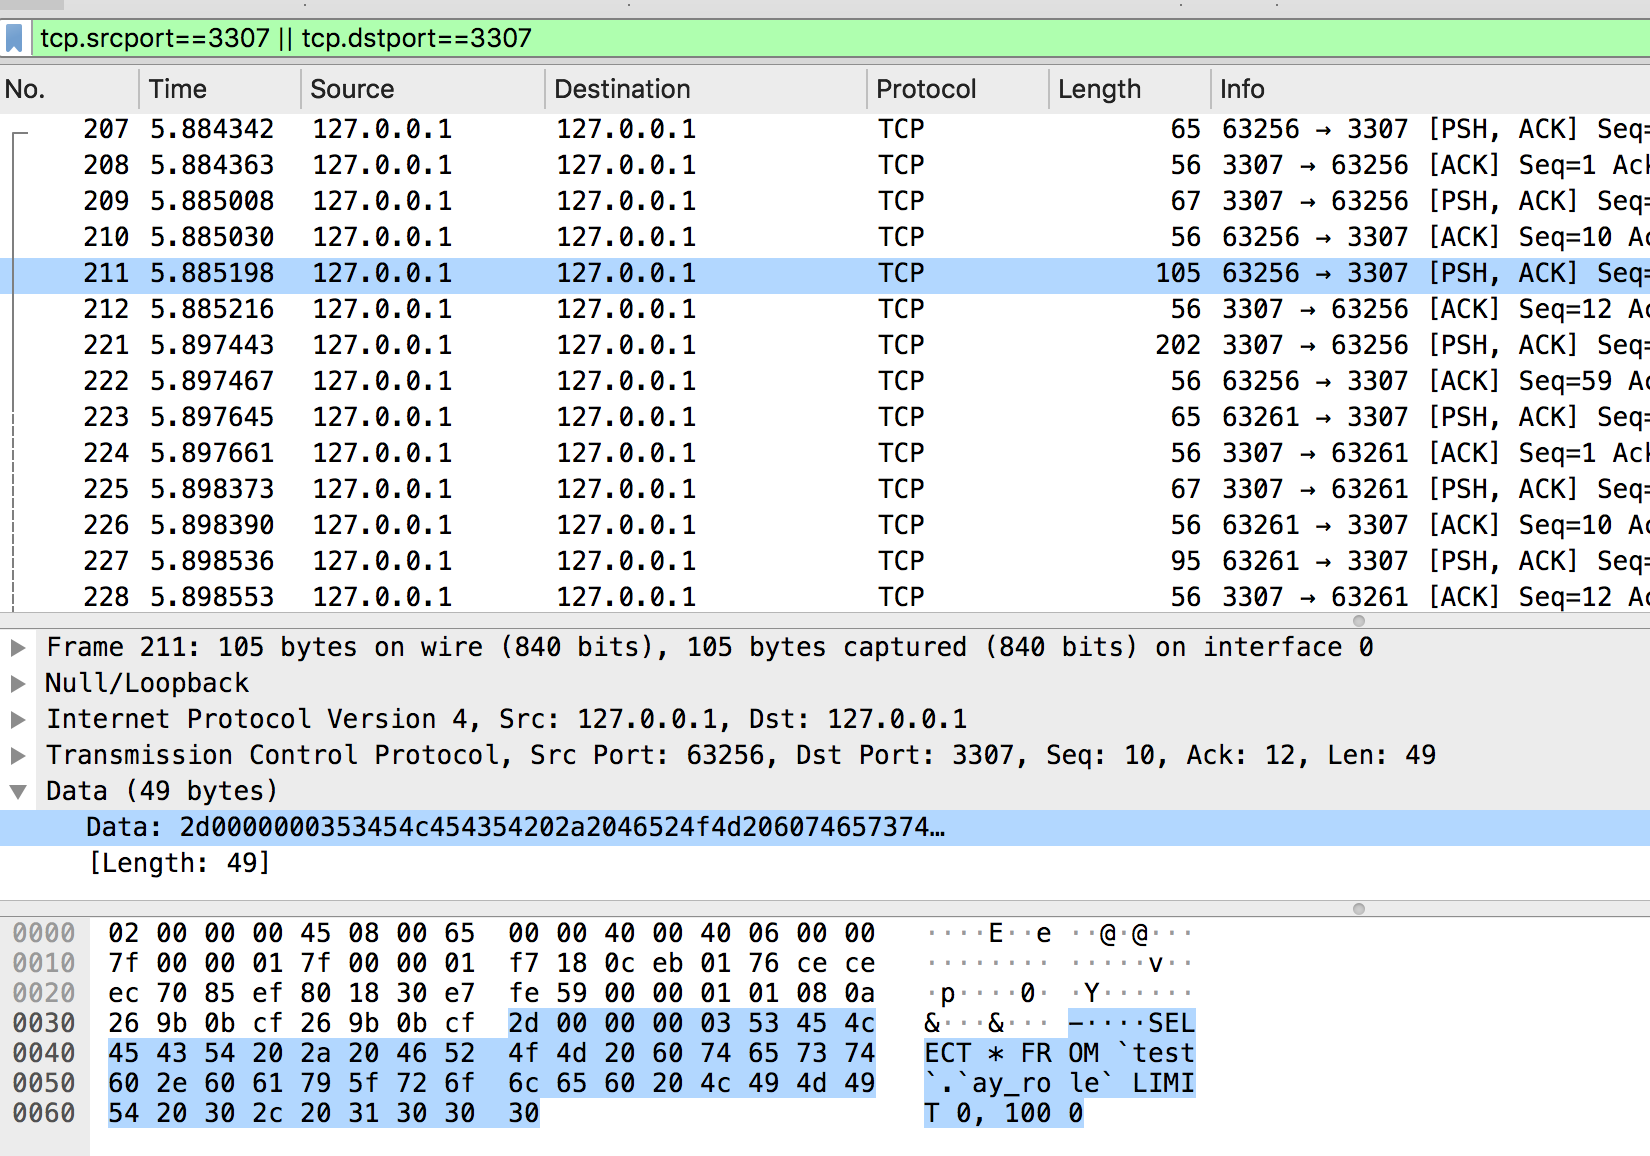 tcp.srcport==3307 || tcp.dstport==3307
No. Time Source Destination Protocol Length Info
207 5.884342 127.0.0.1 127.0.0.1 TCP 65 63256 → 3307 [PSH, ACK] Seq=
208 5.884363 127.0.0.1 127.0.0.1 TCP 56 3307 → 63256 [ACK] Seq=1 Ack
209 5.885008 127.0.0.1 127.0.0.1 TCP 67 3307 → 63256 [PSH, ACK] Seq=
210 5.885030 127.0.0.1 127.0.0.1 TCP 56 63256 → 3307 [ACK] Seq=10 Ac
211 5.885198 127.0.0.1 127.0.0.1 TCP 105 63256 → 3307 [PSH, ACK] Seq=
212 5.885216 127.0.0.1 127.0.0.1 TCP 56 3307 → 63256 [ACK] Seq=12 Ac
221 5.897443 127.0.0.1 127.0.0.1 TCP 202 3307 → 63256 [PSH, ACK] Seq=
222 5.897467 127.0.0.1 127.0.0.1 TCP 56 63256 → 3307 [ACK] Seq=59 Ac
223 5.897645 127.0.0.1 127.0.0.1 TCP 65 63261 → 3307 [PSH, ACK] Seq=
224 5.897661 127.0.0.1 127.0.0.1 TCP 56 3307 → 63261 [ACK] Seq=1 Ack
225 5.898373 127.0.0.1 127.0.0.1 TCP 67 3307 → 63261 [PSH, ACK] Seq=
226 5.898390 127.0.0.1 127.0.0.1 TCP 56 63261 → 3307 [ACK] Seq=10 Ac
227 5.898536 127.0.0.1 127.0.0.1 TCP 95 63261 → 3307 [PSH, ACK] Seq=
228 5.898553 127.0.0.1 127.0.0.1 TCP 56 3307 → 63261 [ACK] Seq=12 Ac
Frame 211: 105 bytes on wire (840 bits), 105 bytes captured (840 bits) on interface 0
Null/Loopback
Internet Protocol Version 4, Src: 127.0.0.1, Dst: 127.0.0.1
Transmission Control Protocol, Src Port: 63256, Dst Port: 3307, Seq: 10, Ack: 12, Len: 49
Data (49 bytes)
Data: 2d0000000353454c454354202a2046524f4d206074657374…
[Length: 49]
0000 02 00 00 00 45 08 00 65 00 00 40 00 40 06 00 00 ····E··e ··@·@···
0010 7f 00 00 01 7f 00 00 01 f7 18 0c eb 01 76 ce ce ········ ·····v··
0020 ec 70 85 ef 80 18 30 e7 fe 59 00 00 01 01 08 0a ·p····0· ·Y······
0030 26 9b 0b cf 26 9b 0b cf 2d 00 00 00 03 53 45 4c &···&··· -····SEL
0040 45 43 54 20 2a 20 46 52 4f 4d 20 60 74 65 73 74 ECT * FR OM `test
0050 60 2e 60 61 79 5f 72 6f 6c 65 60 20 4c 49 4d 49 `.`ay_ro le` LIMI
0060 54 20 30 2c 20 31 30 30 30 T 0, 100 0